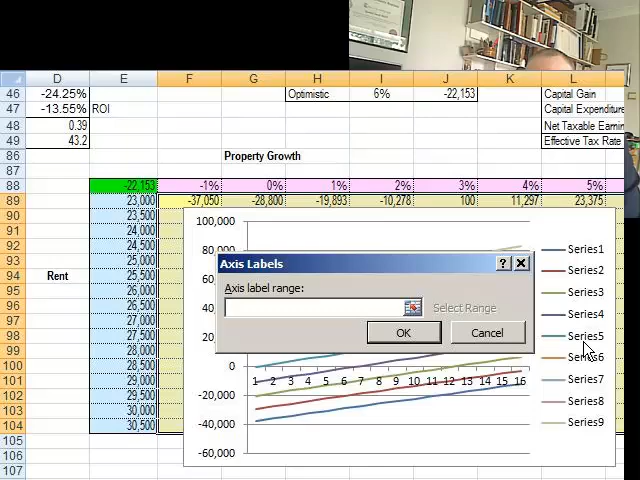 D E F G H I J K L
46 -24.25% Optimistic 6% -22,153 Capital Gain
47 -13.55% ROI Capital Expenditure
48 0.39 Net Taxable Earnin
49 43.2 Effective Tax Rate
86 Property Growth
87
88 -22,153 -1% 0% 1% 2% 3% 4% 5%
89 23,000 -37,050 -28,800 -19,893 -10,278 100 11,297 23,375
90 23,500
91 24,000
92 24,500
93 25,000
94 Rent 25,500
95 26,000
96 26,500
97 27,000
98 27,500
99 28,000
100 28,500
101 29,000
102 29,500
103 30,000
104 30,500
105
106
107
100,000
80
60
40
20
0
-20,000
-40,000
-60,000
1 2 3 4 5 6 7 8 9 10 11 12 13 14 15 16
Series1
Series2
Series3
Series4
Series5
Series6
Series7
Series8
Series9
Axis Labels
Axis label range:
Select Range
OK Cancel